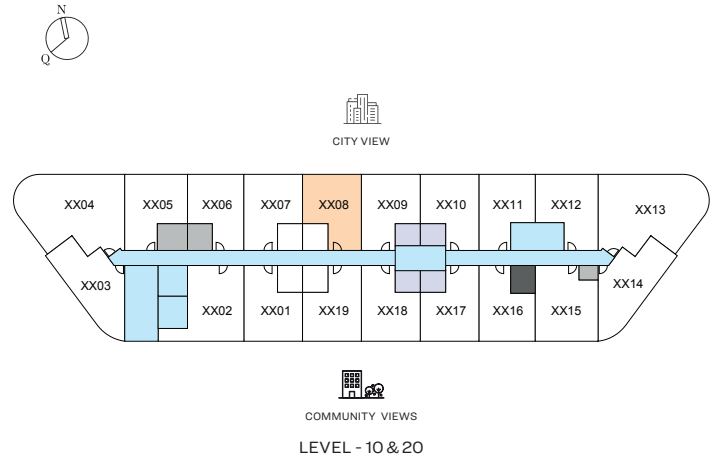 N
Q
CITY VIEW
XX04 XX05 XX06 XX07 XX08 XX09 XX10 XX11 XX12 XX13
XX03 XX14
XX02 XX01 XX19 XX18 XX17 XX16 XX15
COMMUNITY VIEWS
LEVEL - 10 & 20